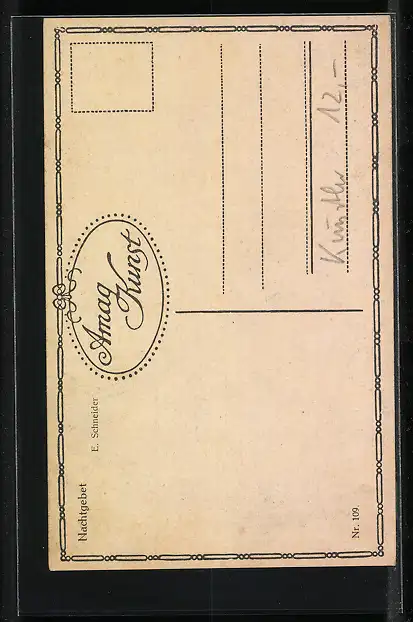 Nachtgebet
E. Schneider
Amag
Kunst
Künstler 12,-
Nr. 109.